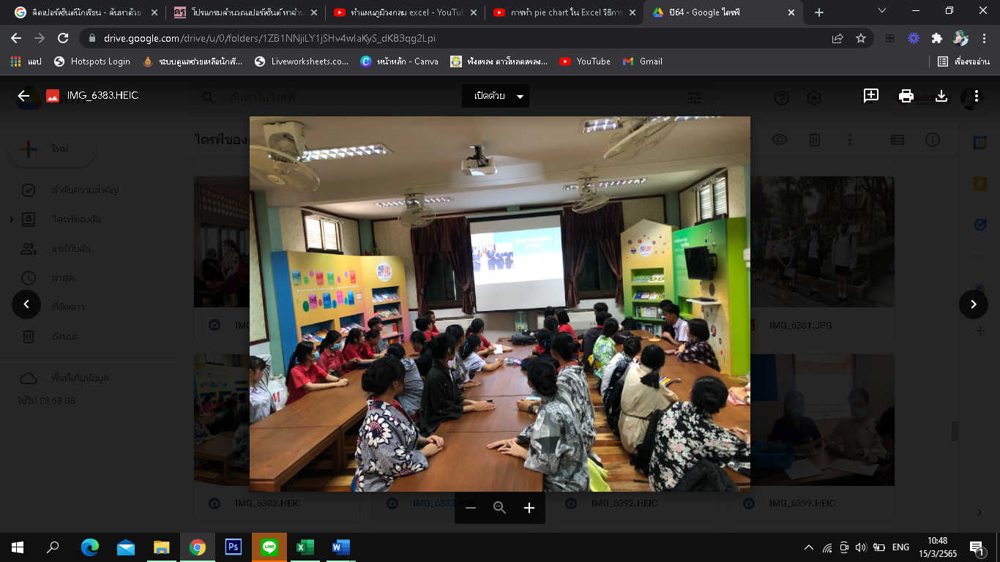 คิดเปอร์เซ็นต์นักเรียน - ค้นหาด้วย
โปรแกรมคำนวณเปอร์เซ็นต์ หาจำน
ทำแผนภูมิวงกลม excel - YouTu
การทำ pie chart ใน Excel วิธีการ
ปี64 - Google ไดรฟ์
drive.google.com/drive/u/0/folders/1ZB1NNjiLY1jSHv4wIaKyS_dK83qg2Lpi
แอป
Hotspots Login
ระบบดูแลช่วยเหลือนักเรี...
Liveworksheets.co...
หน้าหลัก - Canva
ฟังเพลง ดาวโหลดเพลง...
YouTube
Gmail
เรื่องรออ่าน
IMG_6383.HEIC
ค้นหาในไดรฟ์
เปิดด้วย
ใหม่
ไดรฟ์ของ
ลำดับความสำคัญ
ไดรฟ์ของฉัน
แชร์กับฉัน
ล่าสุด
ที่ติดดาว
ถังขยะ
พื้นที่เก็บข้อมูล
ใช้ไป 28.68 GB
IMG_6381.JPG
IMG_6382.HEIC
IMG_6383.HEIC
IMG_6392.HEIC
IMG_6399.HEIC
ENG
10:48
15/3/2565
1